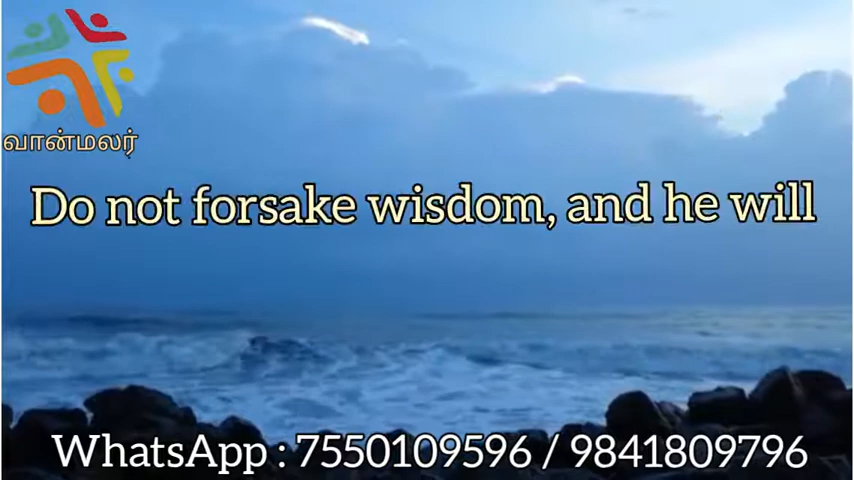 வான்மலர்
Do not forsake wisdom, and he will
WhatsApp : 7550109596 / 9841809796